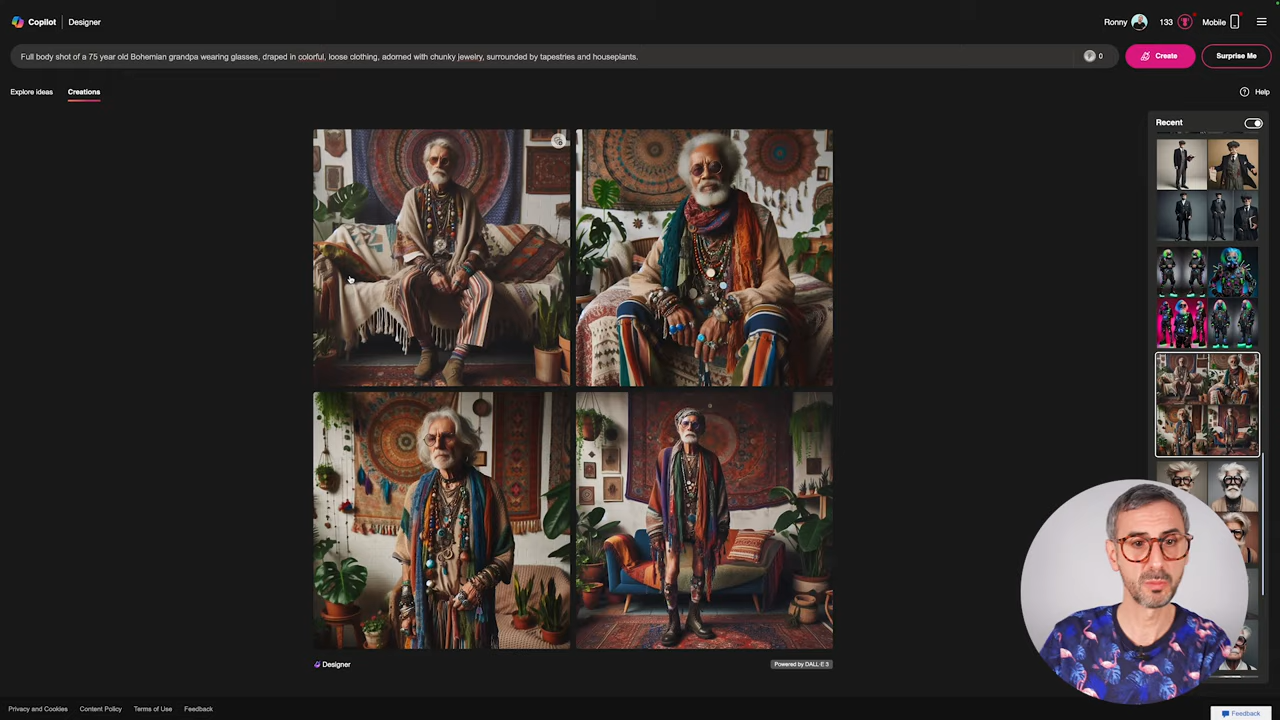 Copilot | Designer
Ronny 133 Mobile
Full body shot of a 75 year old Bohemian grandpa wearing glasses, draped in colorful, loose clothing, adorned with chunky jewelry, surrounded by tapestries and houseplants.
0 Create Surprise Me
Explore ideas Creations Help
Recent
Designer
Powered by DALL·E 3
Privacy and Cookies Content Policy Terms of Use Feedback
Feedback